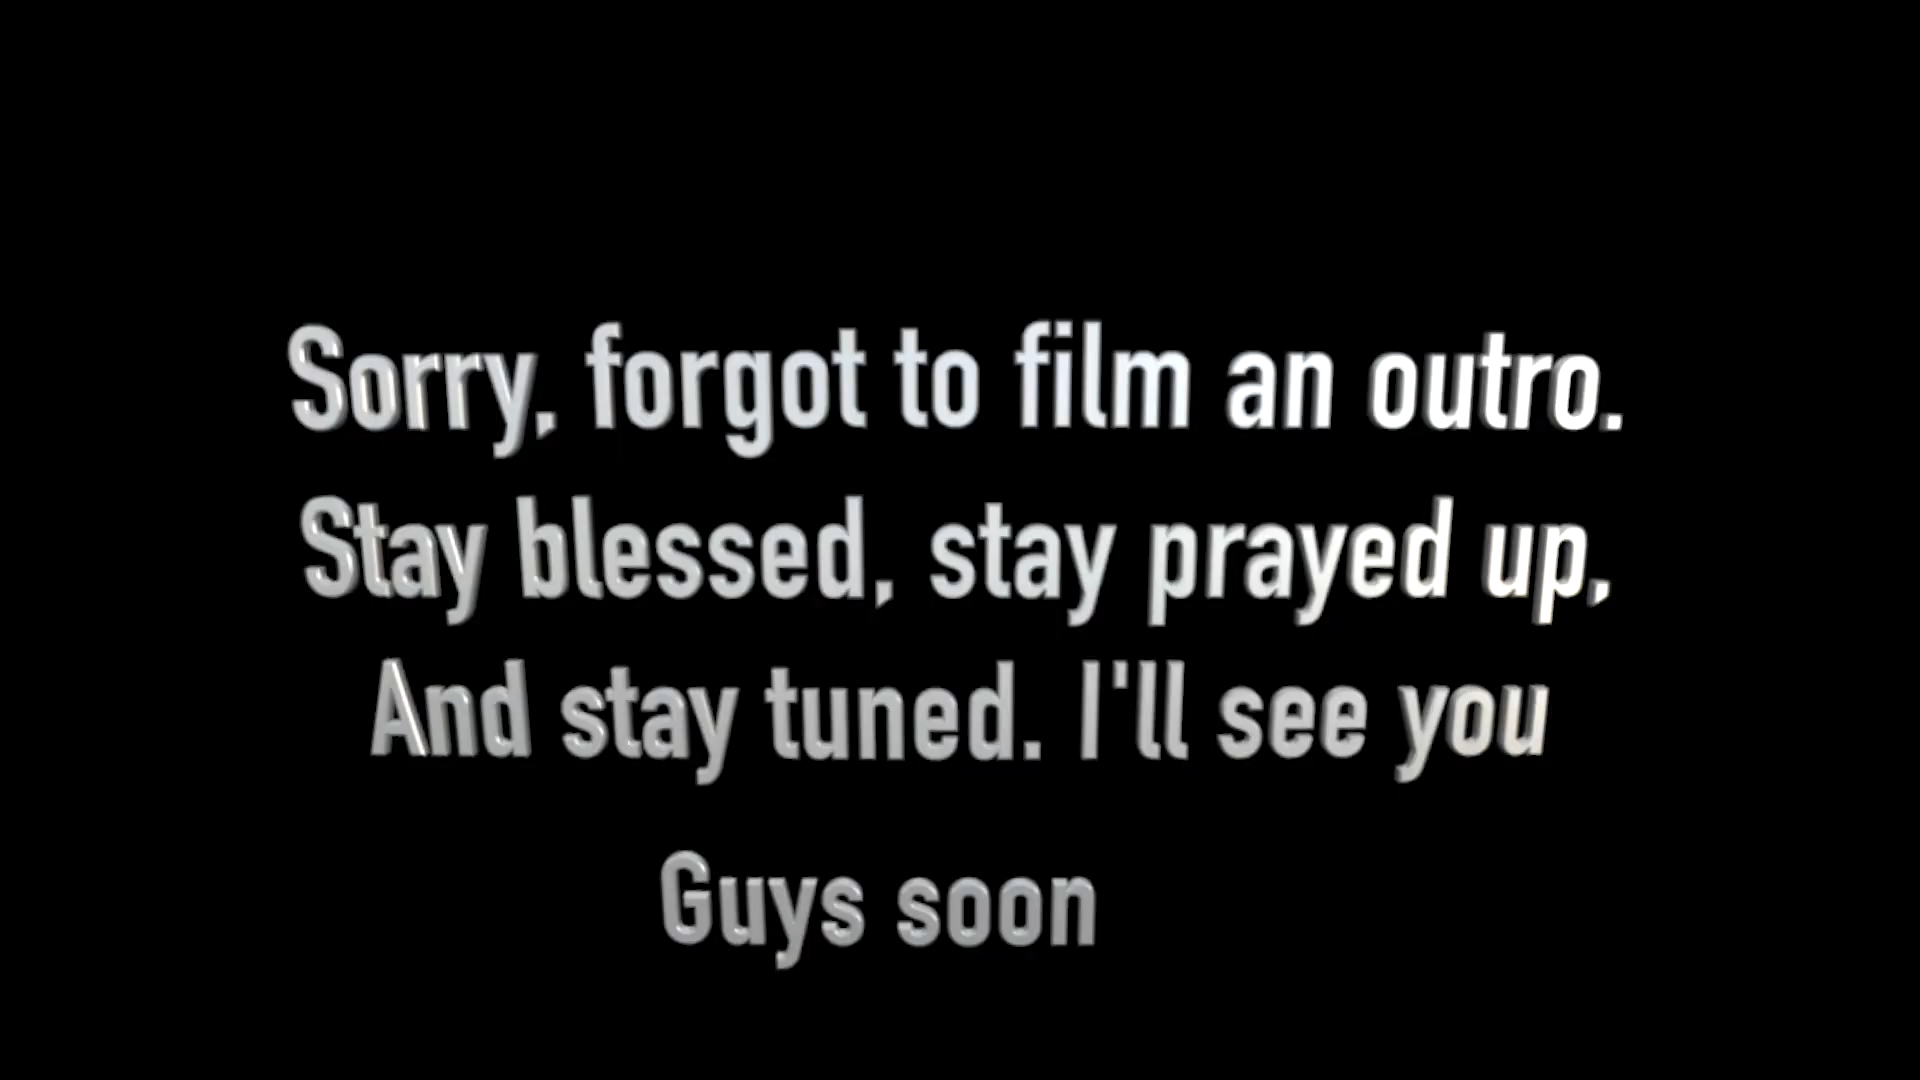 Sorry, forgot to film an outro.
Stay blessed, stay prayed up,
And stay tuned. I'll see you
Guys soon